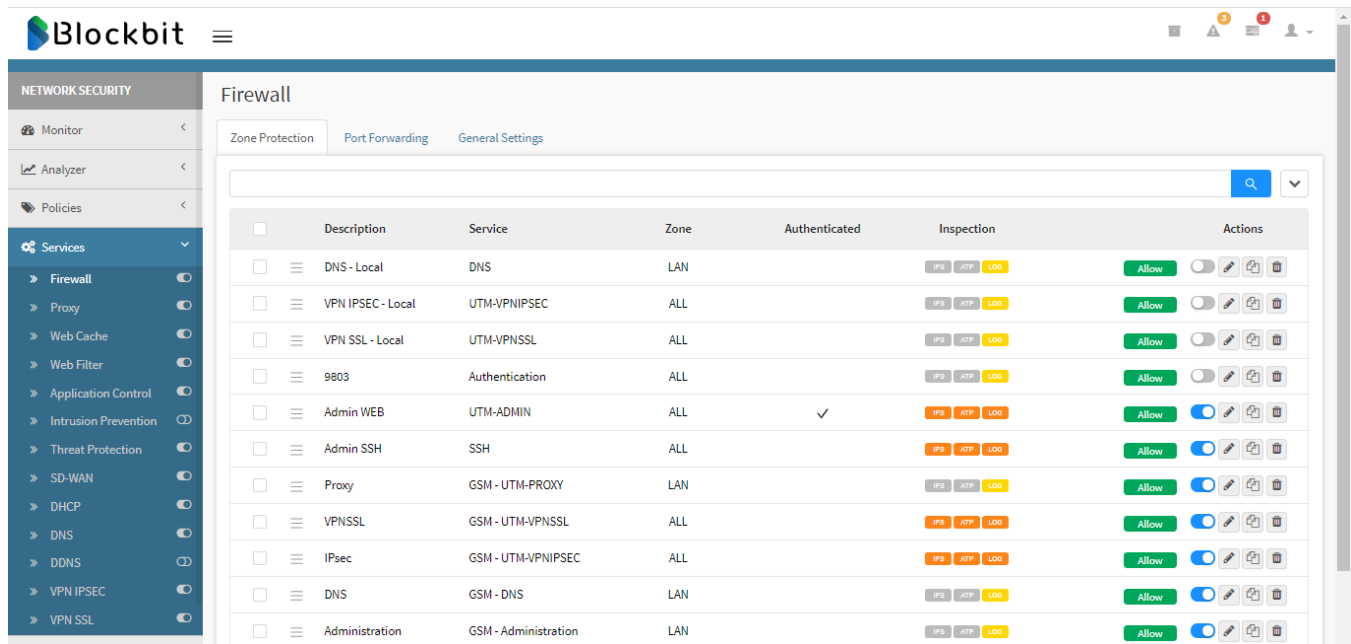 Blockbit
3
1
NETWORK SECURITY
Monitor
Analyzer
Policies
Services
Firewall
Proxy
Web Cache
Web Filter
Application Control
Intrusion Prevention
Threat Protection
SD-WAN
DHCP
DNS
DDNS
VPN IPSEC
VPN SSL
Firewall
Zone Protection Port Forwarding General Settings
Description Service Zone Authenticated Inspection Actions
DNS - Local DNS LAN IPS ATP LOG Allow
VPN IPSEC - Local UTM-VPNIPSEC ALL IPS ATP LOG Allow
VPN SSL - Local UTM-VPNSSL ALL IPS ATP LOG Allow
9803 Authentication ALL IPS ATP LOG Allow
Admin WEB UTM-ADMIN ALL IPS ATP LOG Allow
Admin SSH SSH ALL IPS ATP LOG Allow
Proxy GSM - UTM-PROXY LAN IPS ATP LOG Allow
VPNSSL GSM - UTM-VPNSSL ALL IPS ATP LOG Allow
IPsec GSM - UTM-VPNIPSEC ALL IPS ATP LOG Allow
DNS GSM - DNS LAN IPS ATP LOG Allow
Administration GSM - Administration LAN IPS ATP LOG Allow